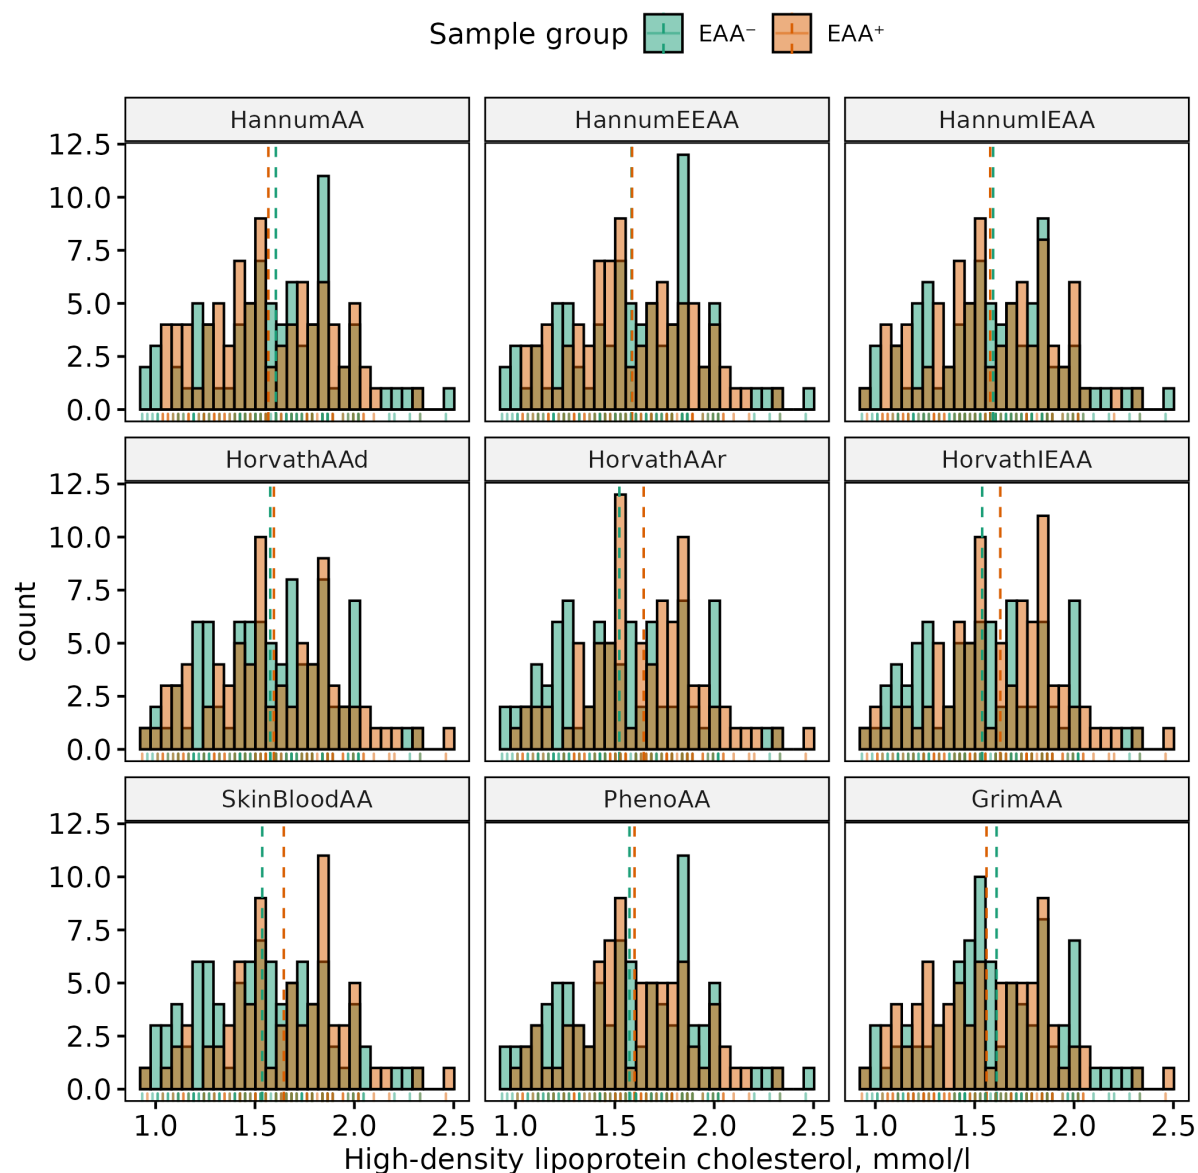 Sample group EAA⁻ EAA⁺
HannumAA HannumEEAA HannumIEAA
12.5
10.0
7.5
5.0
2.5
0.0
HorvathAAd HorvathAAr HorvathIEAA
12.5
10.0
7.5
5.0
2.5
0.0
count
SkinBloodAA PhenoAA GrimAA
12.5
10.0
7.5
5.0
2.5
0.0
1.0 1.5 2.0 2.5 1.0 1.5 2.0 2.5 1.0 1.5 2.0 2.5
High-density lipoprotein cholesterol, mmol/l